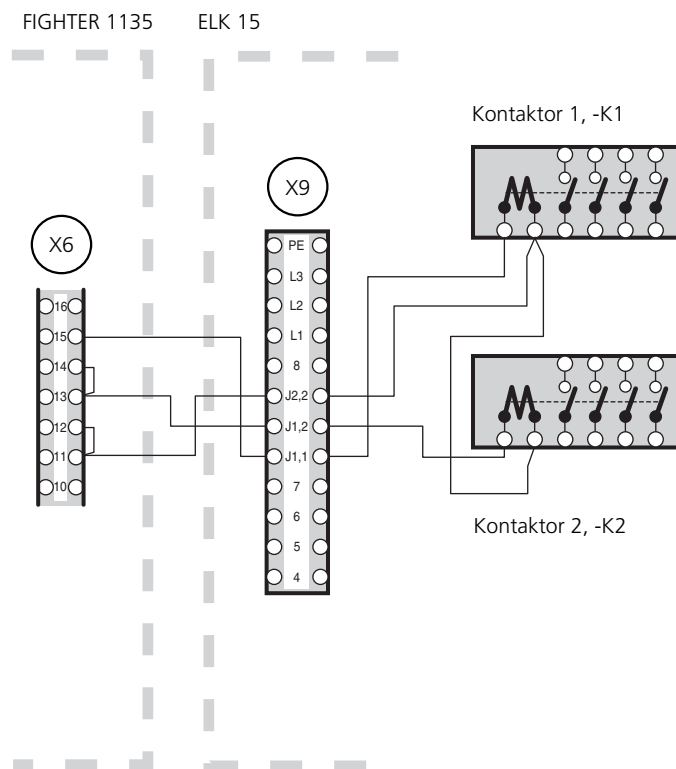 FIGHTER 1135 ELK 15
Kontaktor 1, -K1
X9
X6
PE
L3
L2
L1
8
J2,2
J1,2
J1,1
7
6
5
4
16
15
14
13
12
11
10
Kontaktor 2, -K2